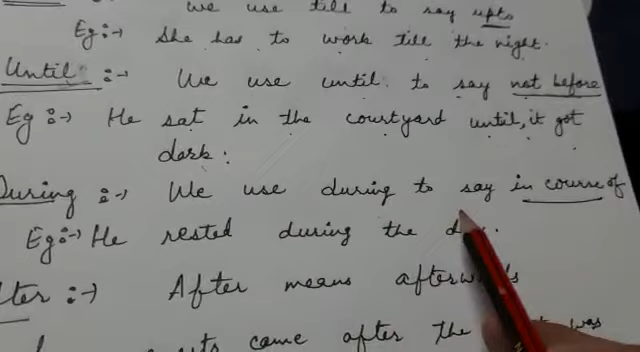 We use till to say upto
Eg :→ She has to work till the night.
Until :→ We use until to say not before
Eg :→ He sat in the courtyard until, it got
dark.
During :→ We use during to say in course of
Eg :→ He rested during the
After :→ After means afterwards
came after the was